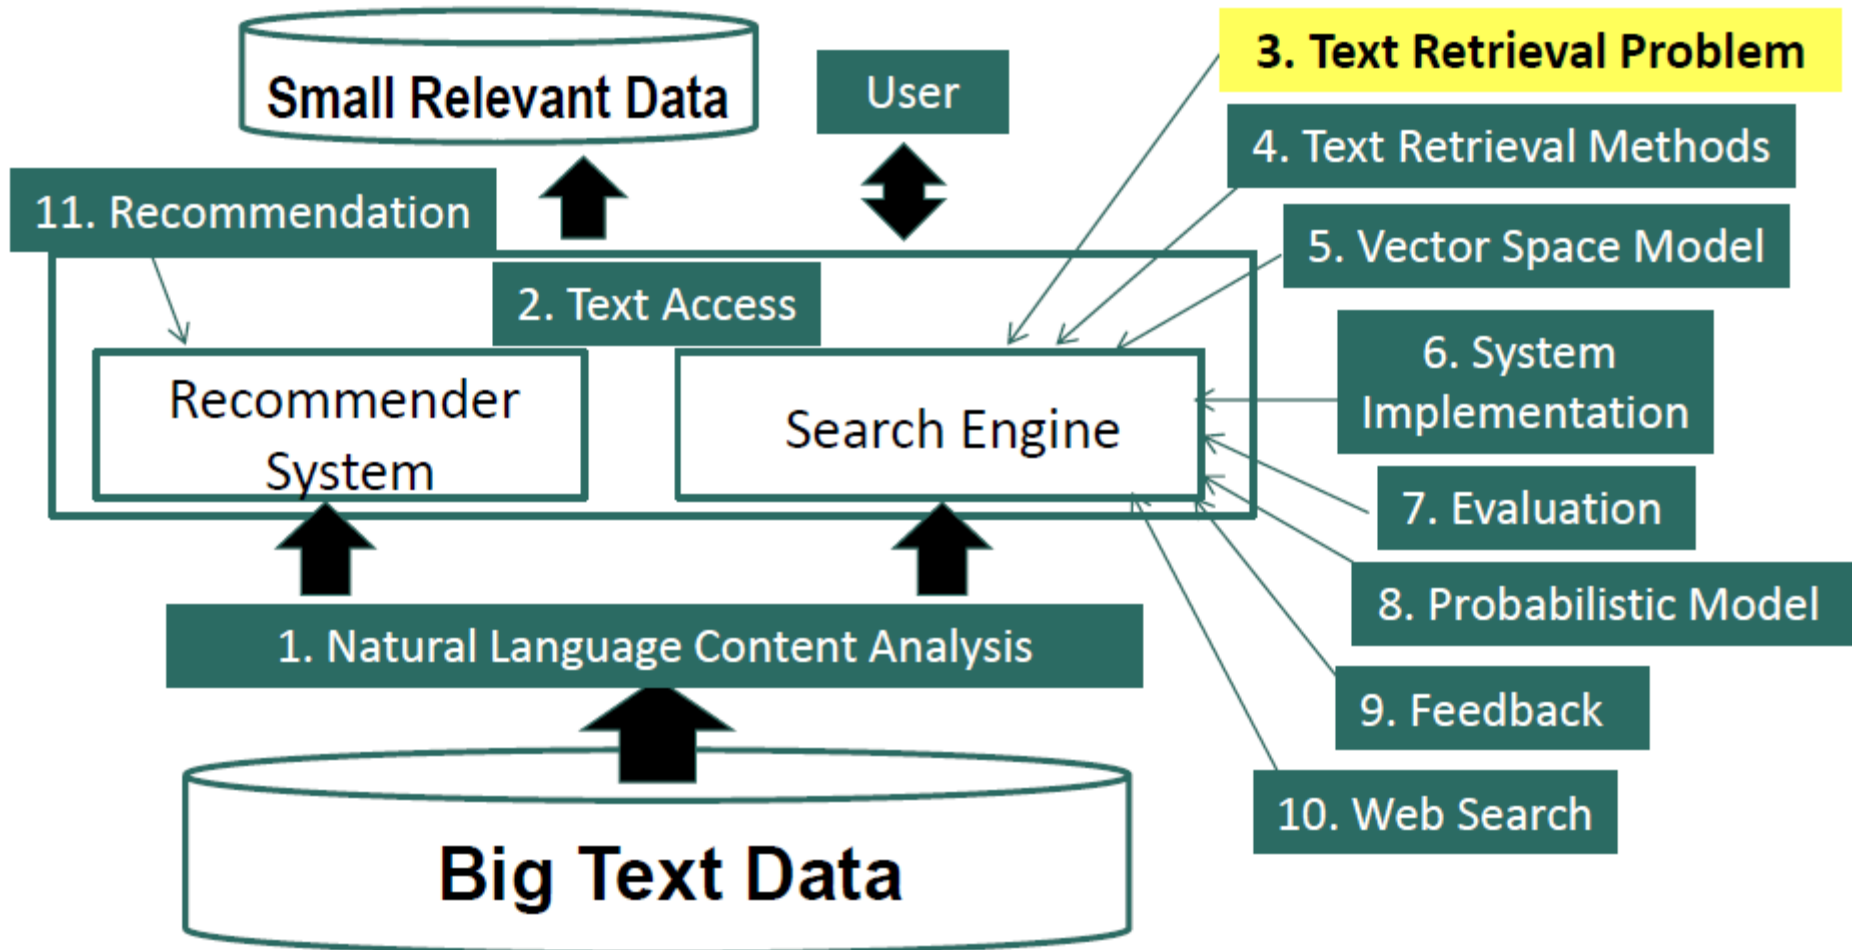 Small Relevant Data
User
3. Text Retrieval Problem
4. Text Retrieval Methods
11. Recommendation
5. Vector Space Model
2. Text Access
6. System
Implementation
Recommender
System
Search Engine
7. Evaluation
8. Probabilistic Model
1. Natural Language Content Analysis
9. Feedback
10. Web Search
Big Text Data